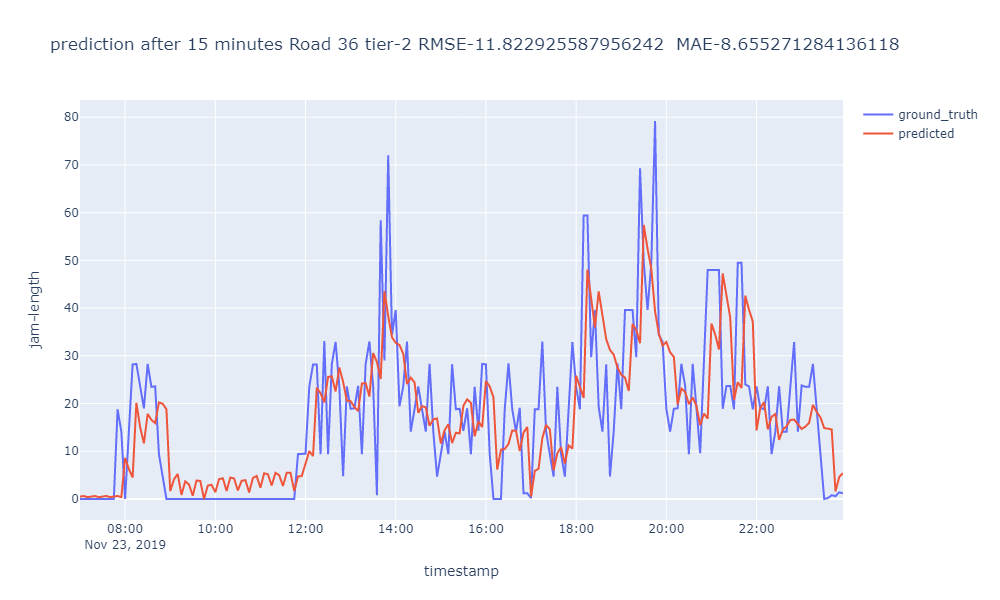 prediction after 15 minutes Road 36 tier-2 RMSE-11.822925587956242  MAE-8.655271284136118
ground_truth
predicted
80
70
60
50
40
30
20
10
0
jam-length
08:00 10:00 12:00 14:00 16:00 18:00 20:00 22:00
Nov 23, 2019
timestamp